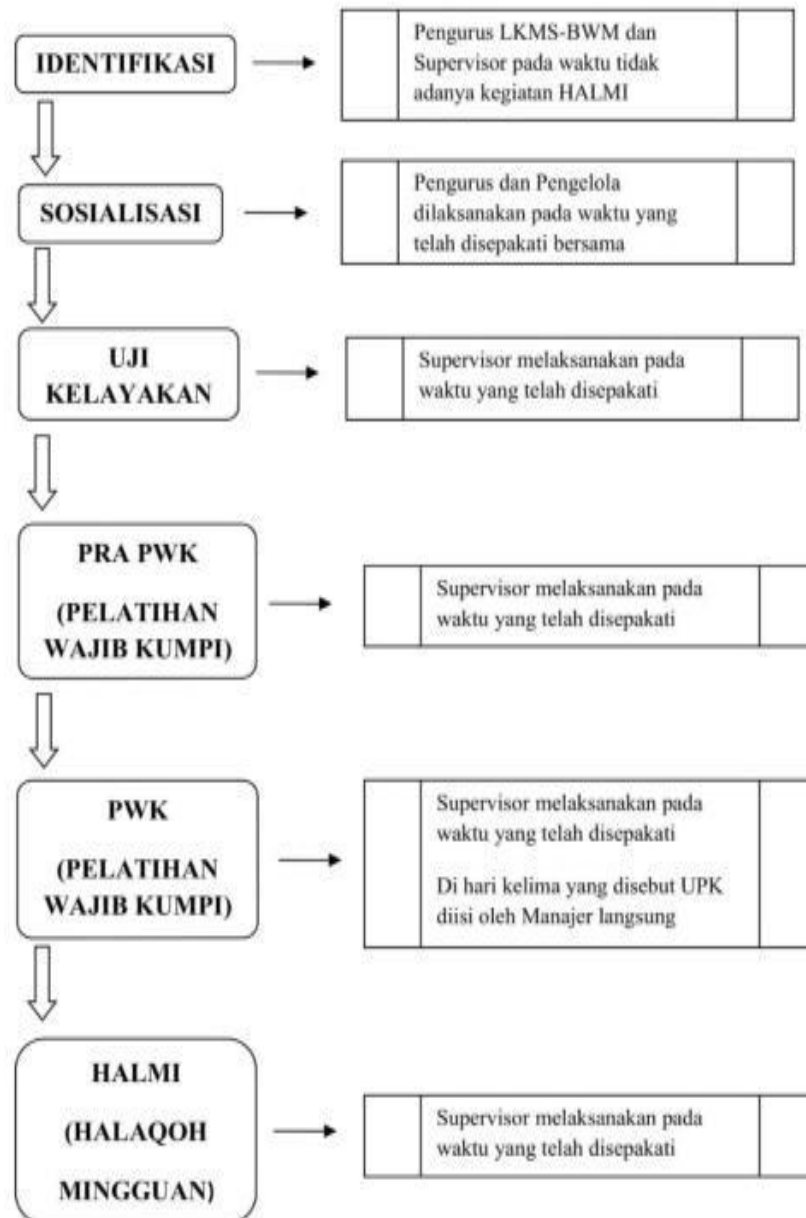 IDENTIFIKASI
Pengurus LKMS-BWM dan
Supervisor pada waktu tidak
adanya kegiatan HALMI
SOSIALISASI
Pengurus dan Pengelola
dilaksanakan pada waktu yang
telah disepakati bersama
UJI
KELAYAKAN
Supervisor melaksanakan pada
waktu yang telah disepakati
PRA PWK
(PELATIHAN
WAJIB KUMPI)
Supervisor melaksanakan pada
waktu yang telah disepakati
PWK
(PELATIHAN
WAJIB KUMPI)
Supervisor melaksanakan pada
waktu yang telah disepakati
Di hari kelima yang disebut UPK
diisi oleh Manajer langsung
HALMI
(HALAQOH
MINGGUAN)
Supervisor melaksanakan pada
waktu yang telah disepakati